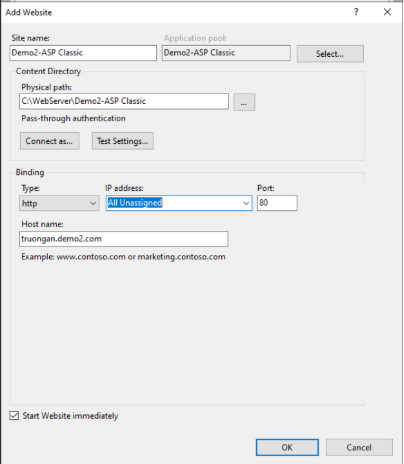 Add Website
? ×
Site name: Application pool:
Demo2-ASP Classic Demo2-ASP Classic Select...
Content Directory
Physical path:
C:\WebServer\Demo2-ASP Classic ...
Pass-through authentication
Connect as... Test Settings...
Binding
Type: IP address: Port:
http All Unassigned 80
Host name:
truongan.demo2.com
Example: www.contoso.com or marketing.contoso.com
Start Website immediately
OK Cancel